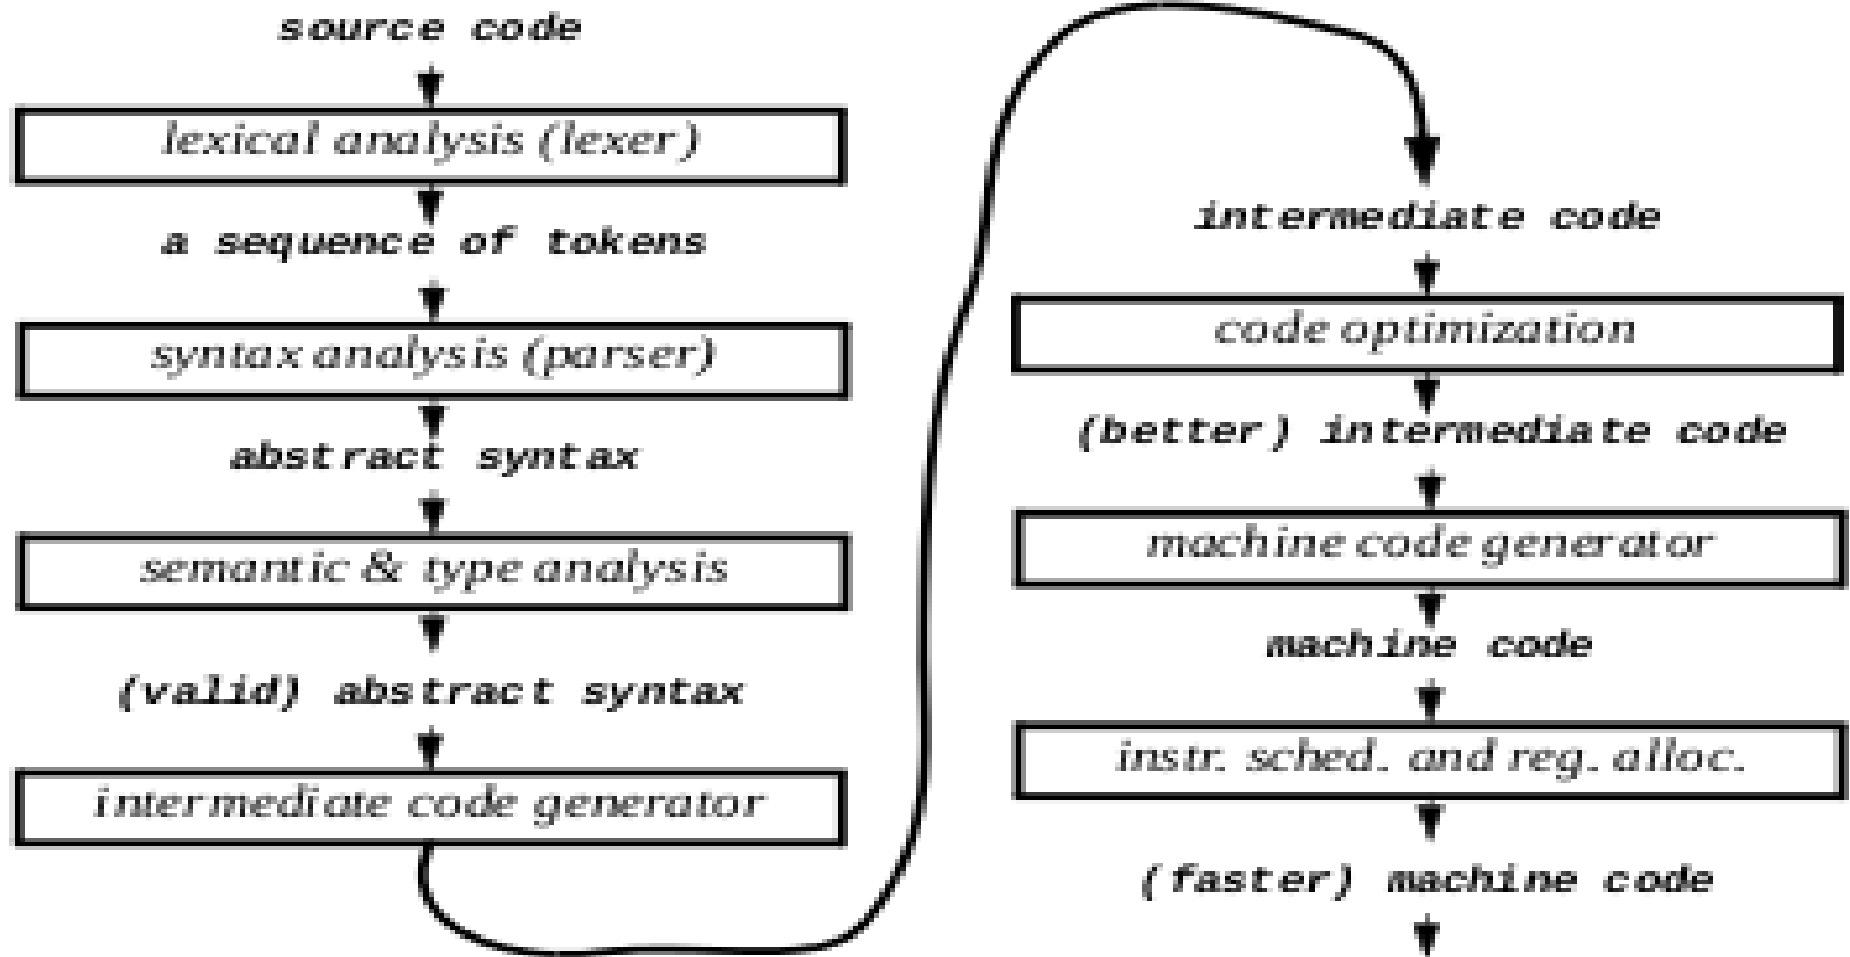 source code
lexical analysis (lexer)
a sequence of tokens
syntax analysis (parser)
abstract syntax
semantic & type analysis
(valid) abstract syntax
intermediate code generator
intermediate code
code optimization
(better) intermediate code
machine code generator
machine code
instr. sched. and reg. alloc.
(faster) machine code